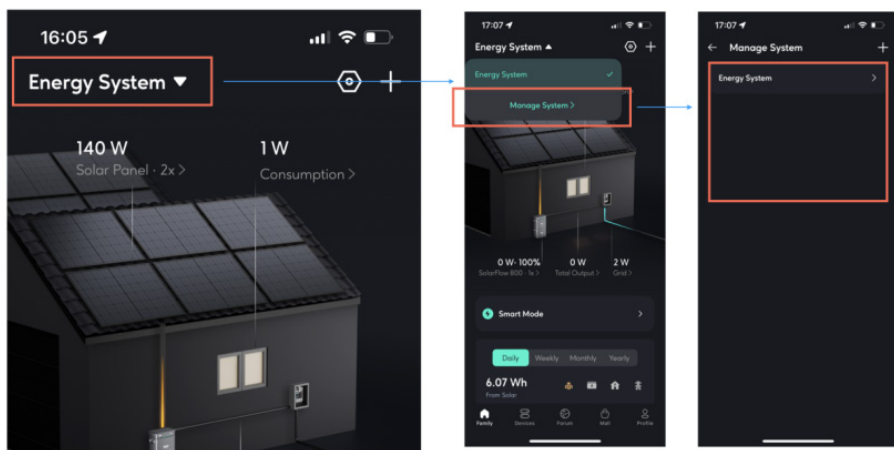 16:05
Energy System
140 W
Solar Panel · 2x >
1 W
Consumption >
17:07
Energy System
Energy System
Manage System >
0 W· 100%
SolarFlow 800 · 1x >
0 W
Total Output >
2 W
Grid >
Smart Mode
Daily Weekly Monthly Yearly
6.07 Wh
From Solar
Family Devices Forum Mall Profile
17:07
Manage System
Energy System